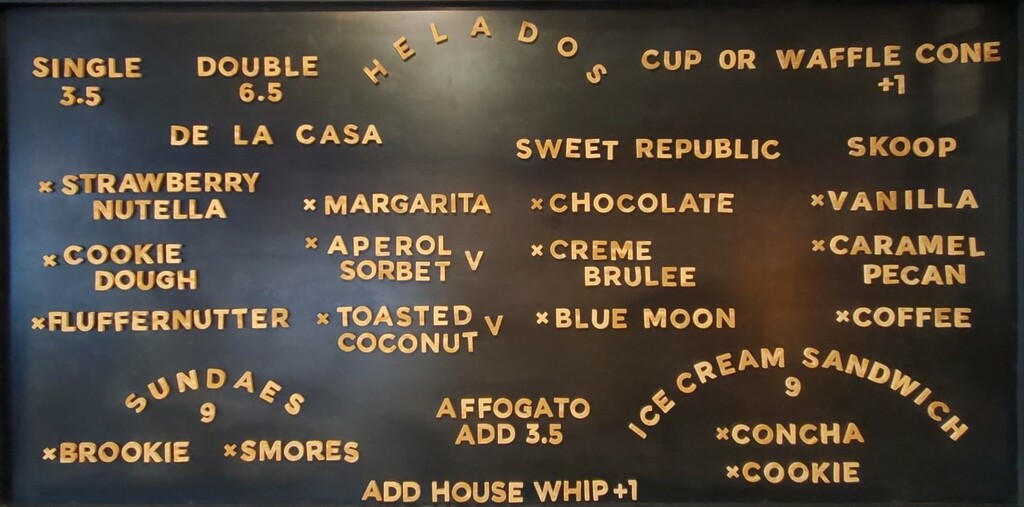 HELADOS
SINGLE
3.5
DOUBLE
6.5
CUP OR WAFFLE CONE
+1
DE LA CASA
×STRAWBERRY
NUTELLA
×COOKIE
DOUGH
×FLUFFERNUTTER
×MARGARITA
×APEROL
SORBET V
×TOASTED
COCONUT V
SWEET REPUBLIC
×CHOCOLATE
×CREME
BRULEE
×BLUE MOON
SKOOP
×VANILLA
×CARAMEL
PECAN
×COFFEE
SUNDAES
9
×BROOKIE ×SMORES
AFFOGATO
ADD 3.5
ICE CREAM SANDWICH
9
×CONCHA
×COOKIE
ADD HOUSE WHIP +1